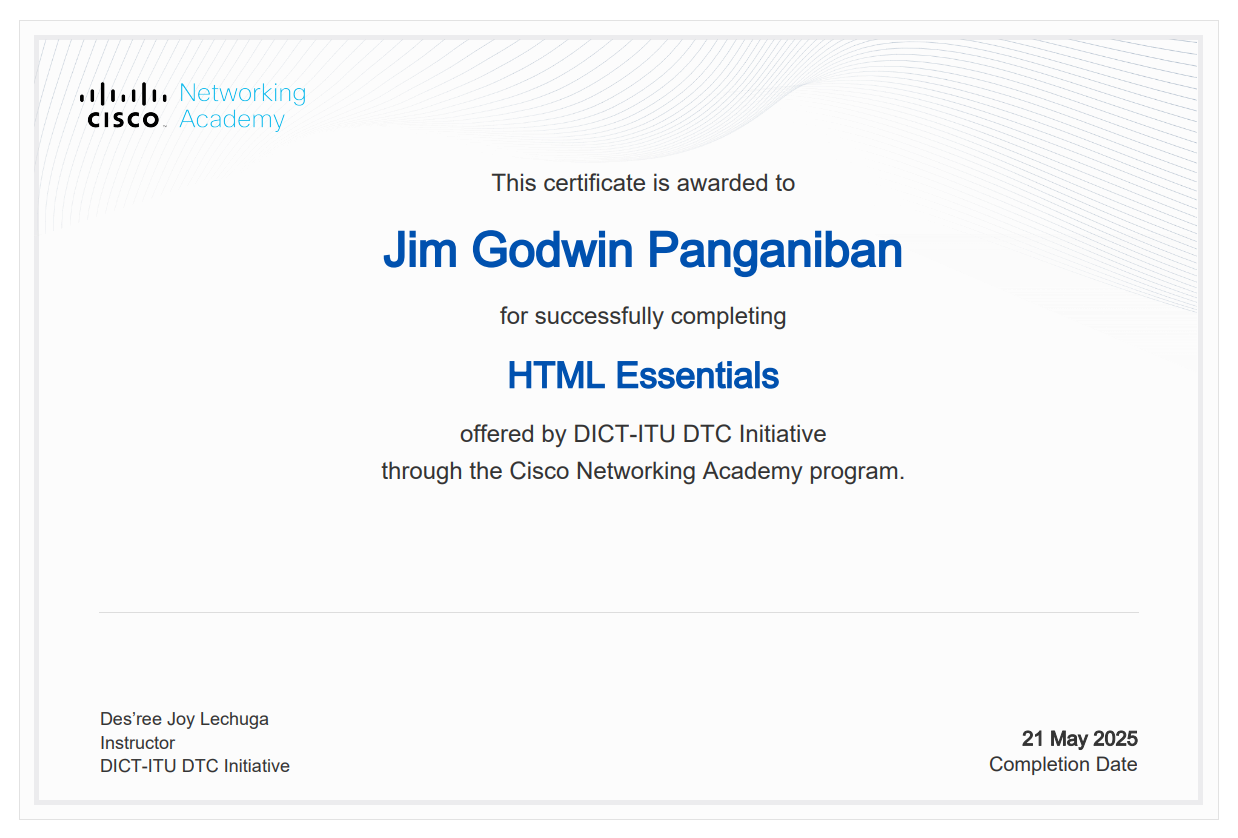 Networking
CISCO Academy
This certificate is awarded to
Jim Godwin Panganiban
for successfully completing
HTML Essentials
offered by DICT-ITU DTC Initiative
through the Cisco Networking Academy program.
Des’ree Joy Lechuga
Instructor
DICT-ITU DTC Initiative
21 May 2025
Completion Date